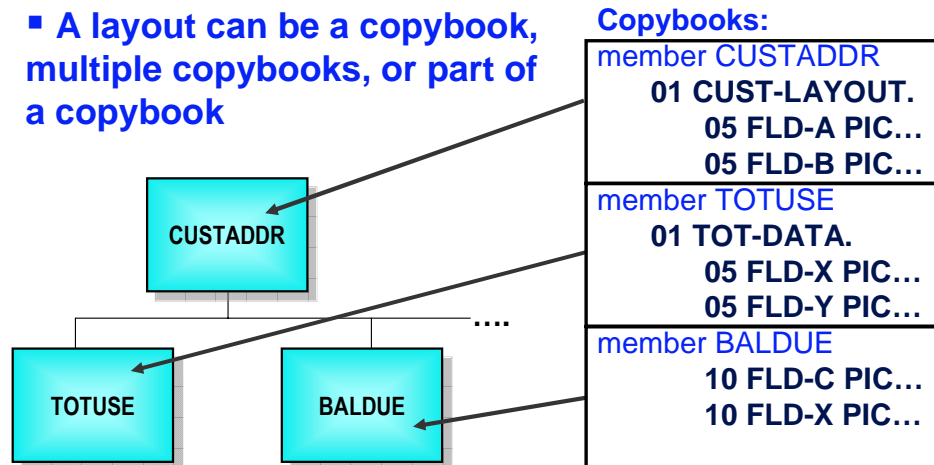 ▪ A layout can be a copybook,
multiple copybooks, or part of
a copybook
CUSTADDR
....
TOTUSE
BALDUE
Copybooks:
member CUSTADDR
01 CUST-LAYOUT.
05 FLD-A PIC…
05 FLD-B PIC…
member TOTUSE
01 TOT-DATA.
05 FLD-X PIC…
05 FLD-Y PIC…
member BALDUE
10 FLD-C PIC…
10 FLD-X PIC…